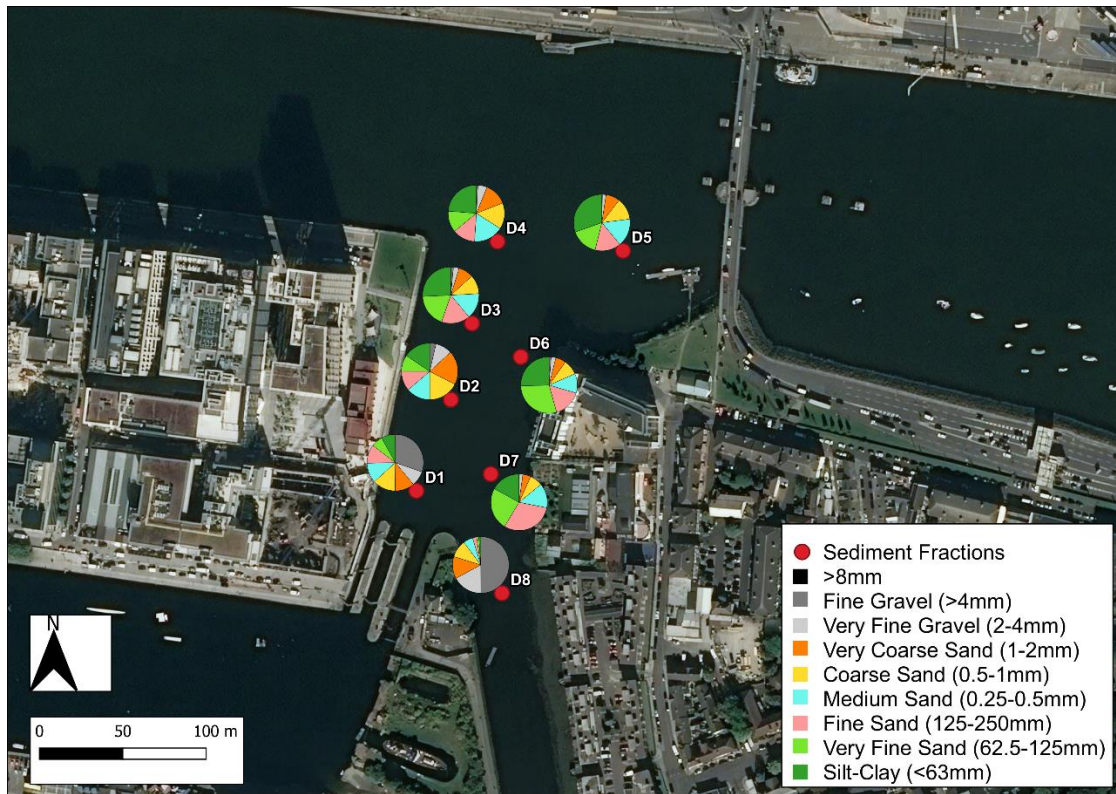 D4
D5
D3
D6
D2
D7
D1
D8
Sediment Fractions
>8mm
Fine Gravel (>4mm)
Very Fine Gravel (2-4mm)
Very Coarse Sand (1-2mm)
Coarse Sand (0.5-1mm)
Medium Sand (0.25-0.5mm)
Fine Sand (125-250mm)
Very Fine Sand (62.5-125mm)
Silt-Clay (<63mm)
N
0 50 100 m